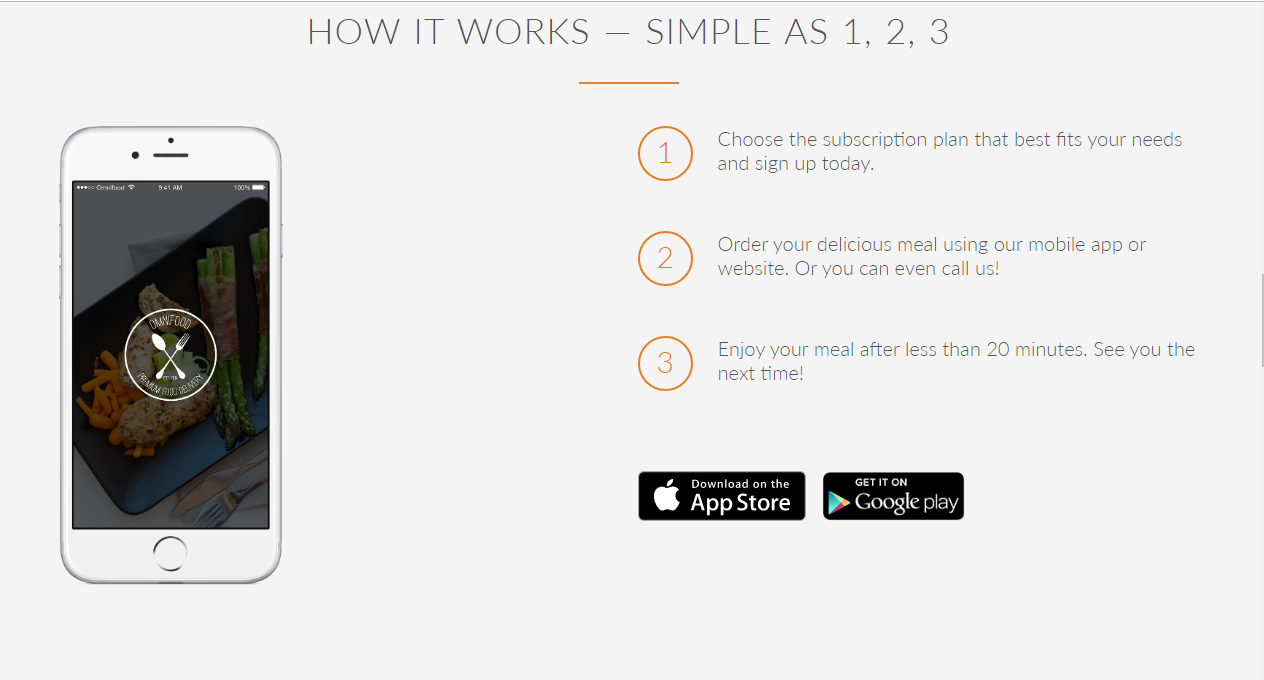 HOW IT WORKS — SIMPLE AS 1, 2, 3
Omnifood 9:41 AM 100%
OMNIFOOD
PREMIUM FOOD DELIVERY
1
Choose the subscription plan that best fits your needs
and sign up today.
2
Order your delicious meal using our mobile app or
website. Or you can even call us!
3
Enjoy your meal after less than 20 minutes. See you the
next time!
Download on the
App Store
GET IT ON
Google play